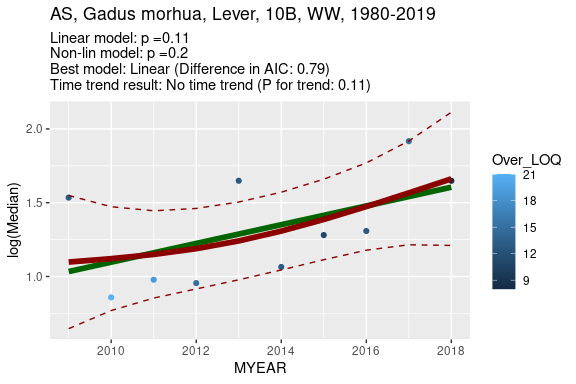 AS, Gadus morhua, Lever, 10B, WW, 1980-2019
Linear model: p =0.11
Non-lin model: p =0.2
Best model: Linear (Difference in AIC: 0.79)
Time trend result: No time trend (P for trend: 0.11)
2.0
1.5
1.0
log(Median)
2010
2012
2014
2016
2018
MYEAR
Over_LOQ
21
18
15
12
9